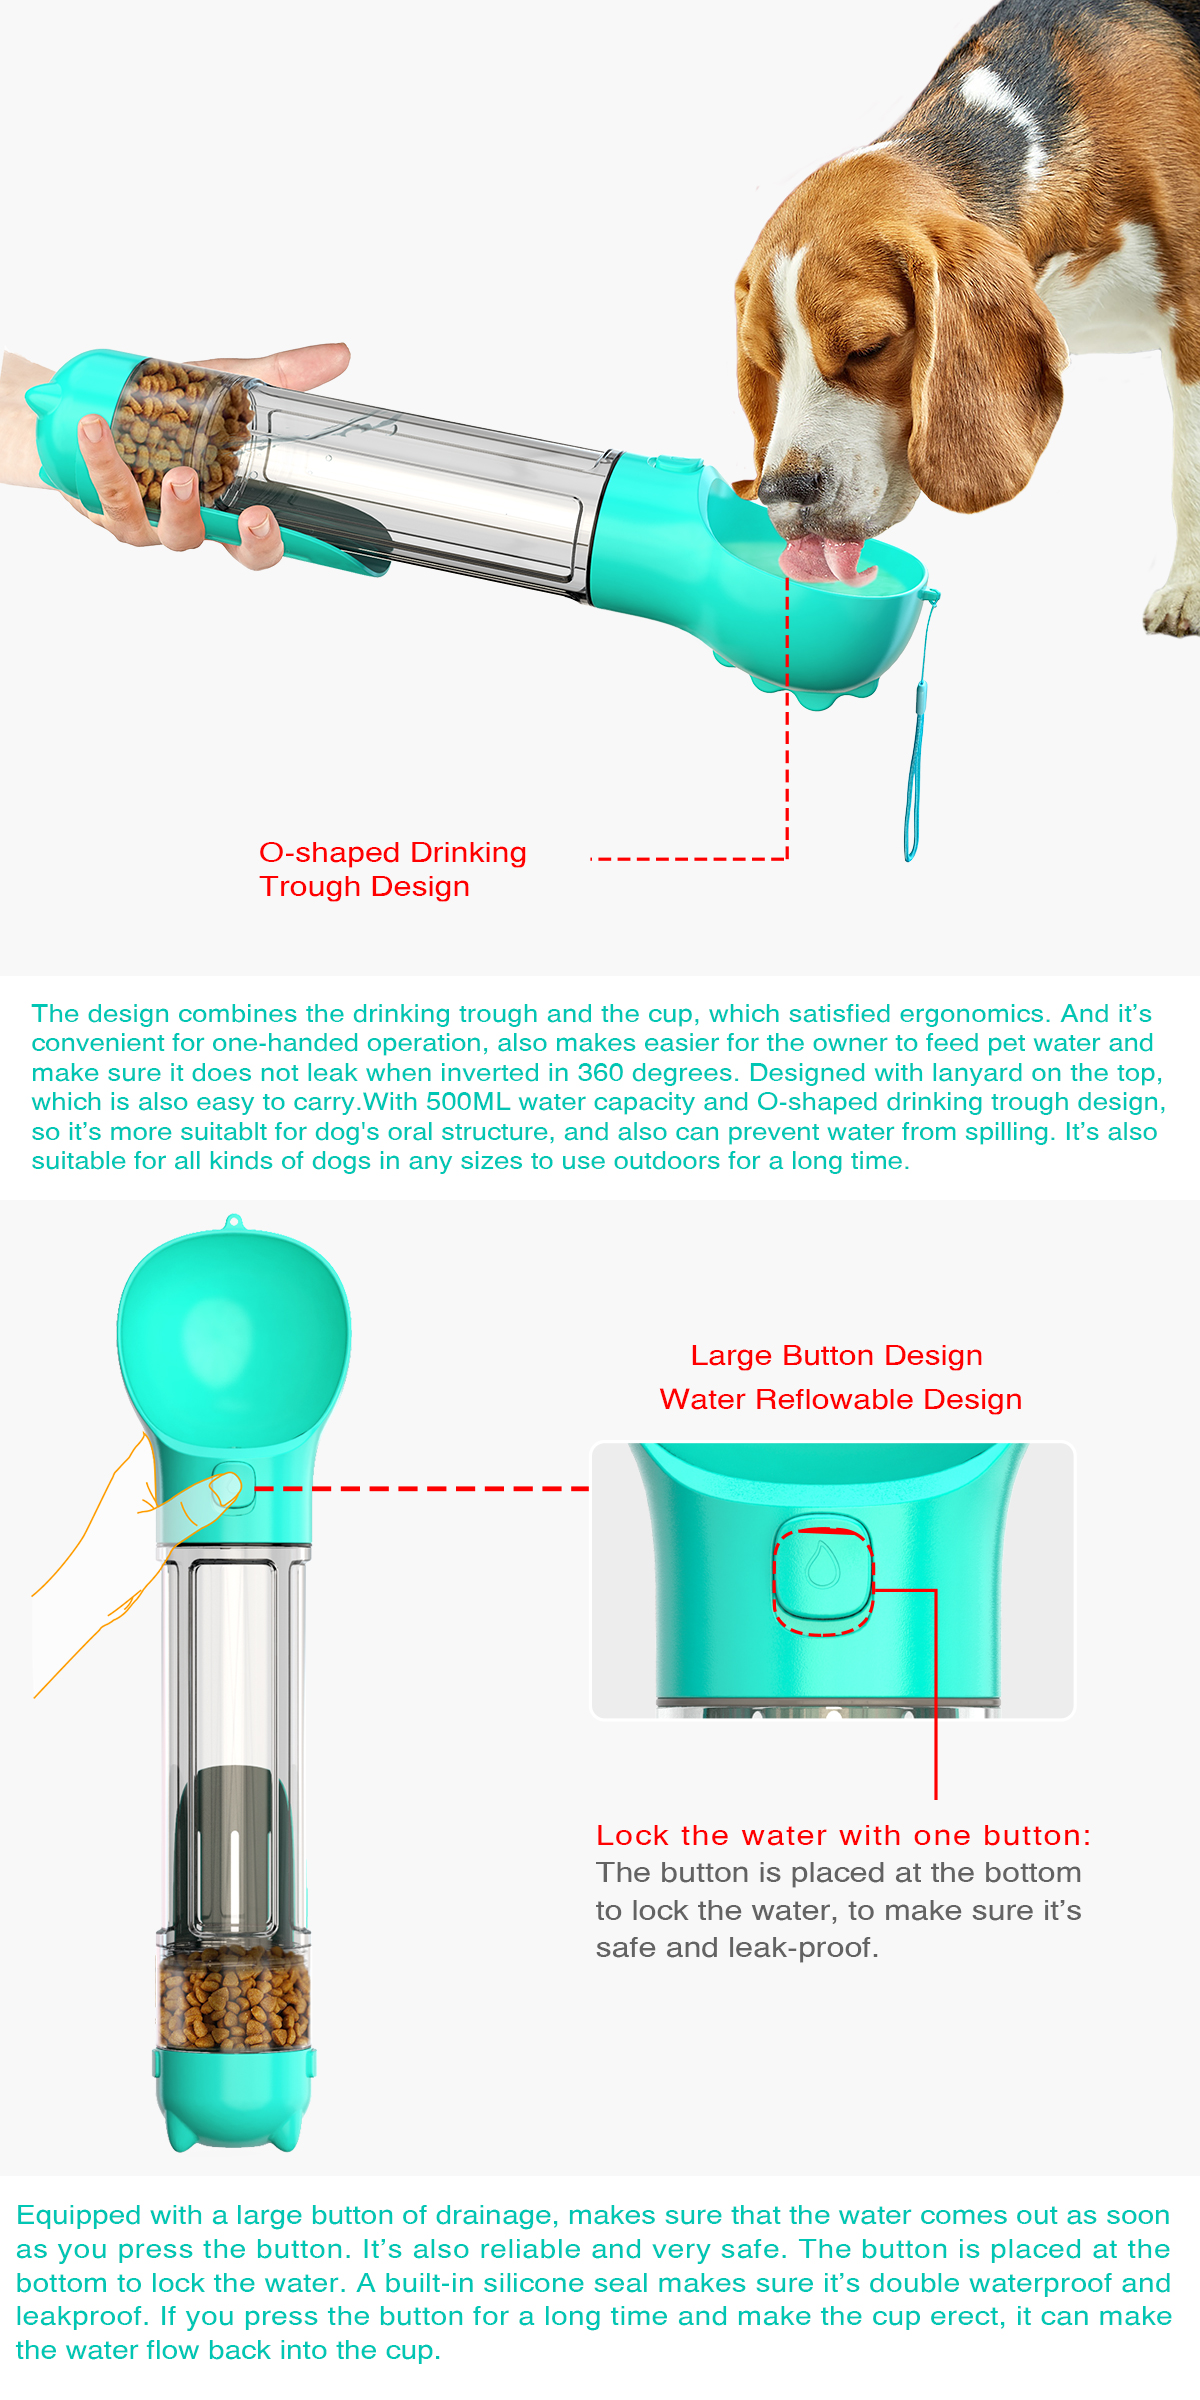 O-shaped Drinking
Trough Design
The design combines the drinking trough and the cup, which satisfied ergonomics. And it's
convenient for one-handed operation, also makes easier for the owner to feed pet water and
make sure it does not leak when inverted in 360 degrees. Designed with lanyard on the top,
which is also easy to carry.With 500ML water capacity and O-shaped drinking trough design,
so it's more suitablt for dog's oral structure, and also can prevent water from spilling. It's also
suitable for all kinds of dogs in any sizes to use outdoors for a long time.
Large Button Design
Water Reflowable Design
Lock the water with one button:
The button is placed at the bottom
to lock the water, to make sure it's
safe and leak-proof.
Equipped with a large button of drainage, makes sure that the water comes out as soon
as you press the button. It's also reliable and very safe. The button is placed at the
bottom to lock the water. A built-in silicone seal makes sure it's double waterproof and
leakproof. If you press the button for a long time and make the cup erect, it can make
the water flow back into the cup.